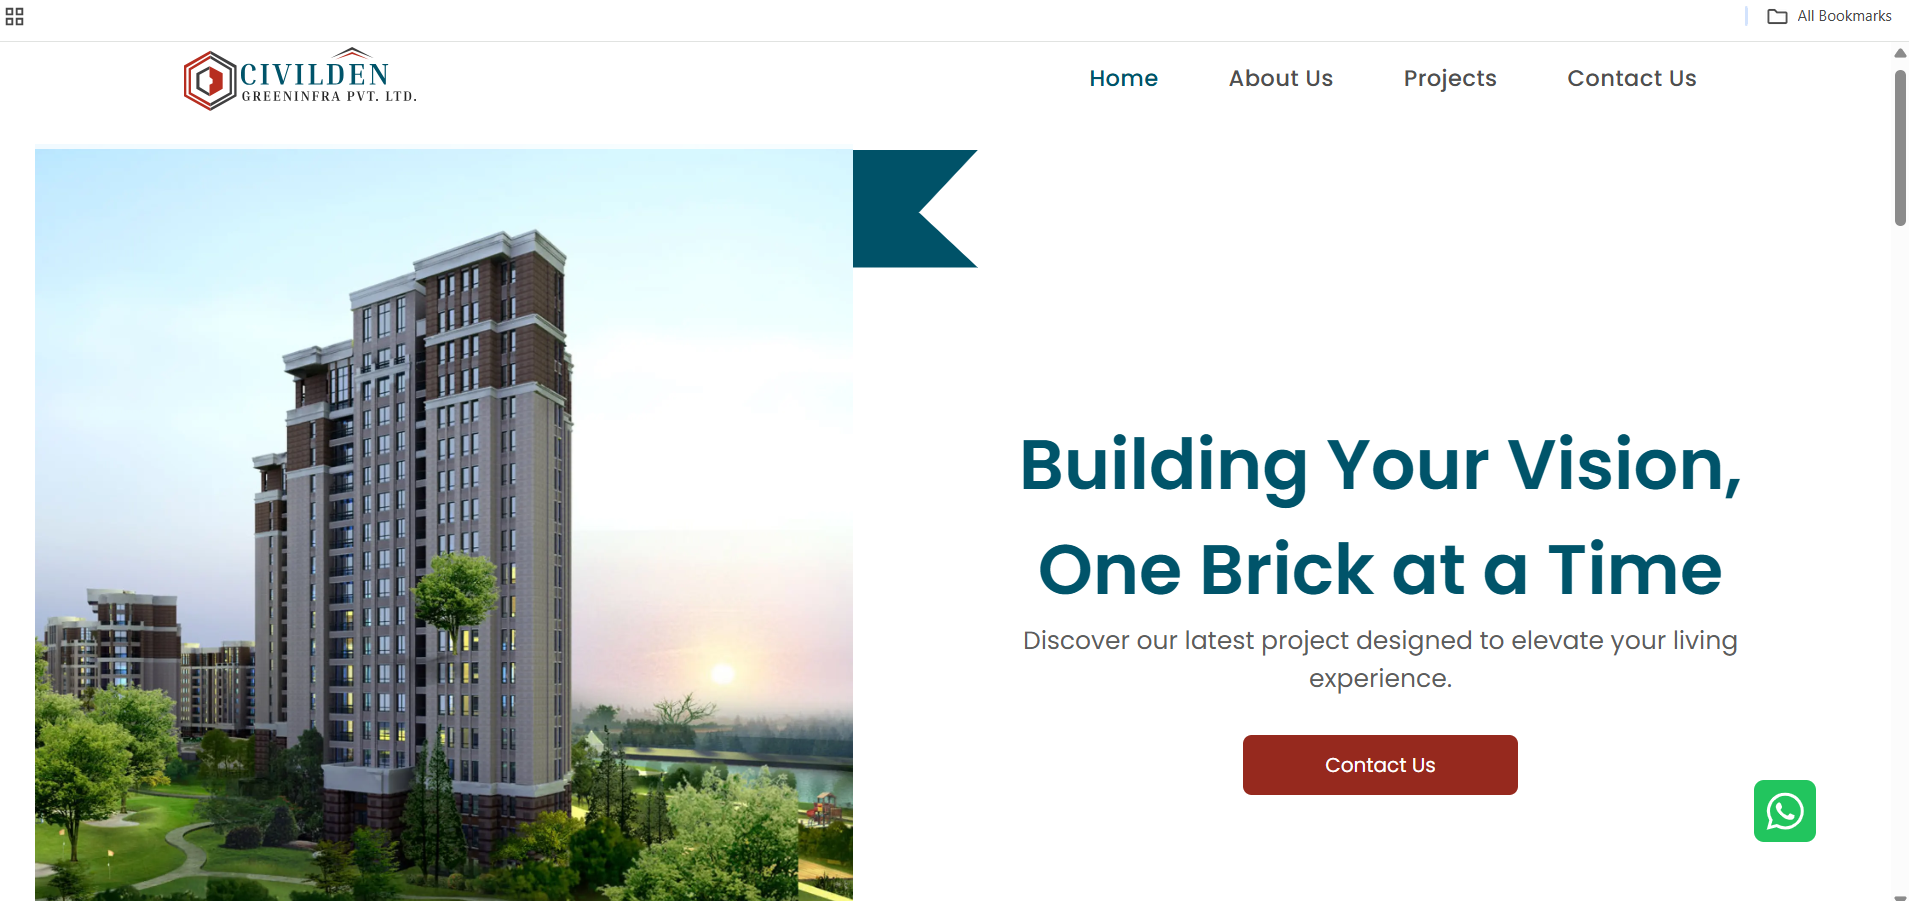 All Bookmarks
CIVILDEN
GREENINFRA PVT. LTD.
Home About Us Projects Contact Us
Building Your Vision,
One Brick at a Time
Discover our latest project designed to elevate your living
experience.
Contact Us